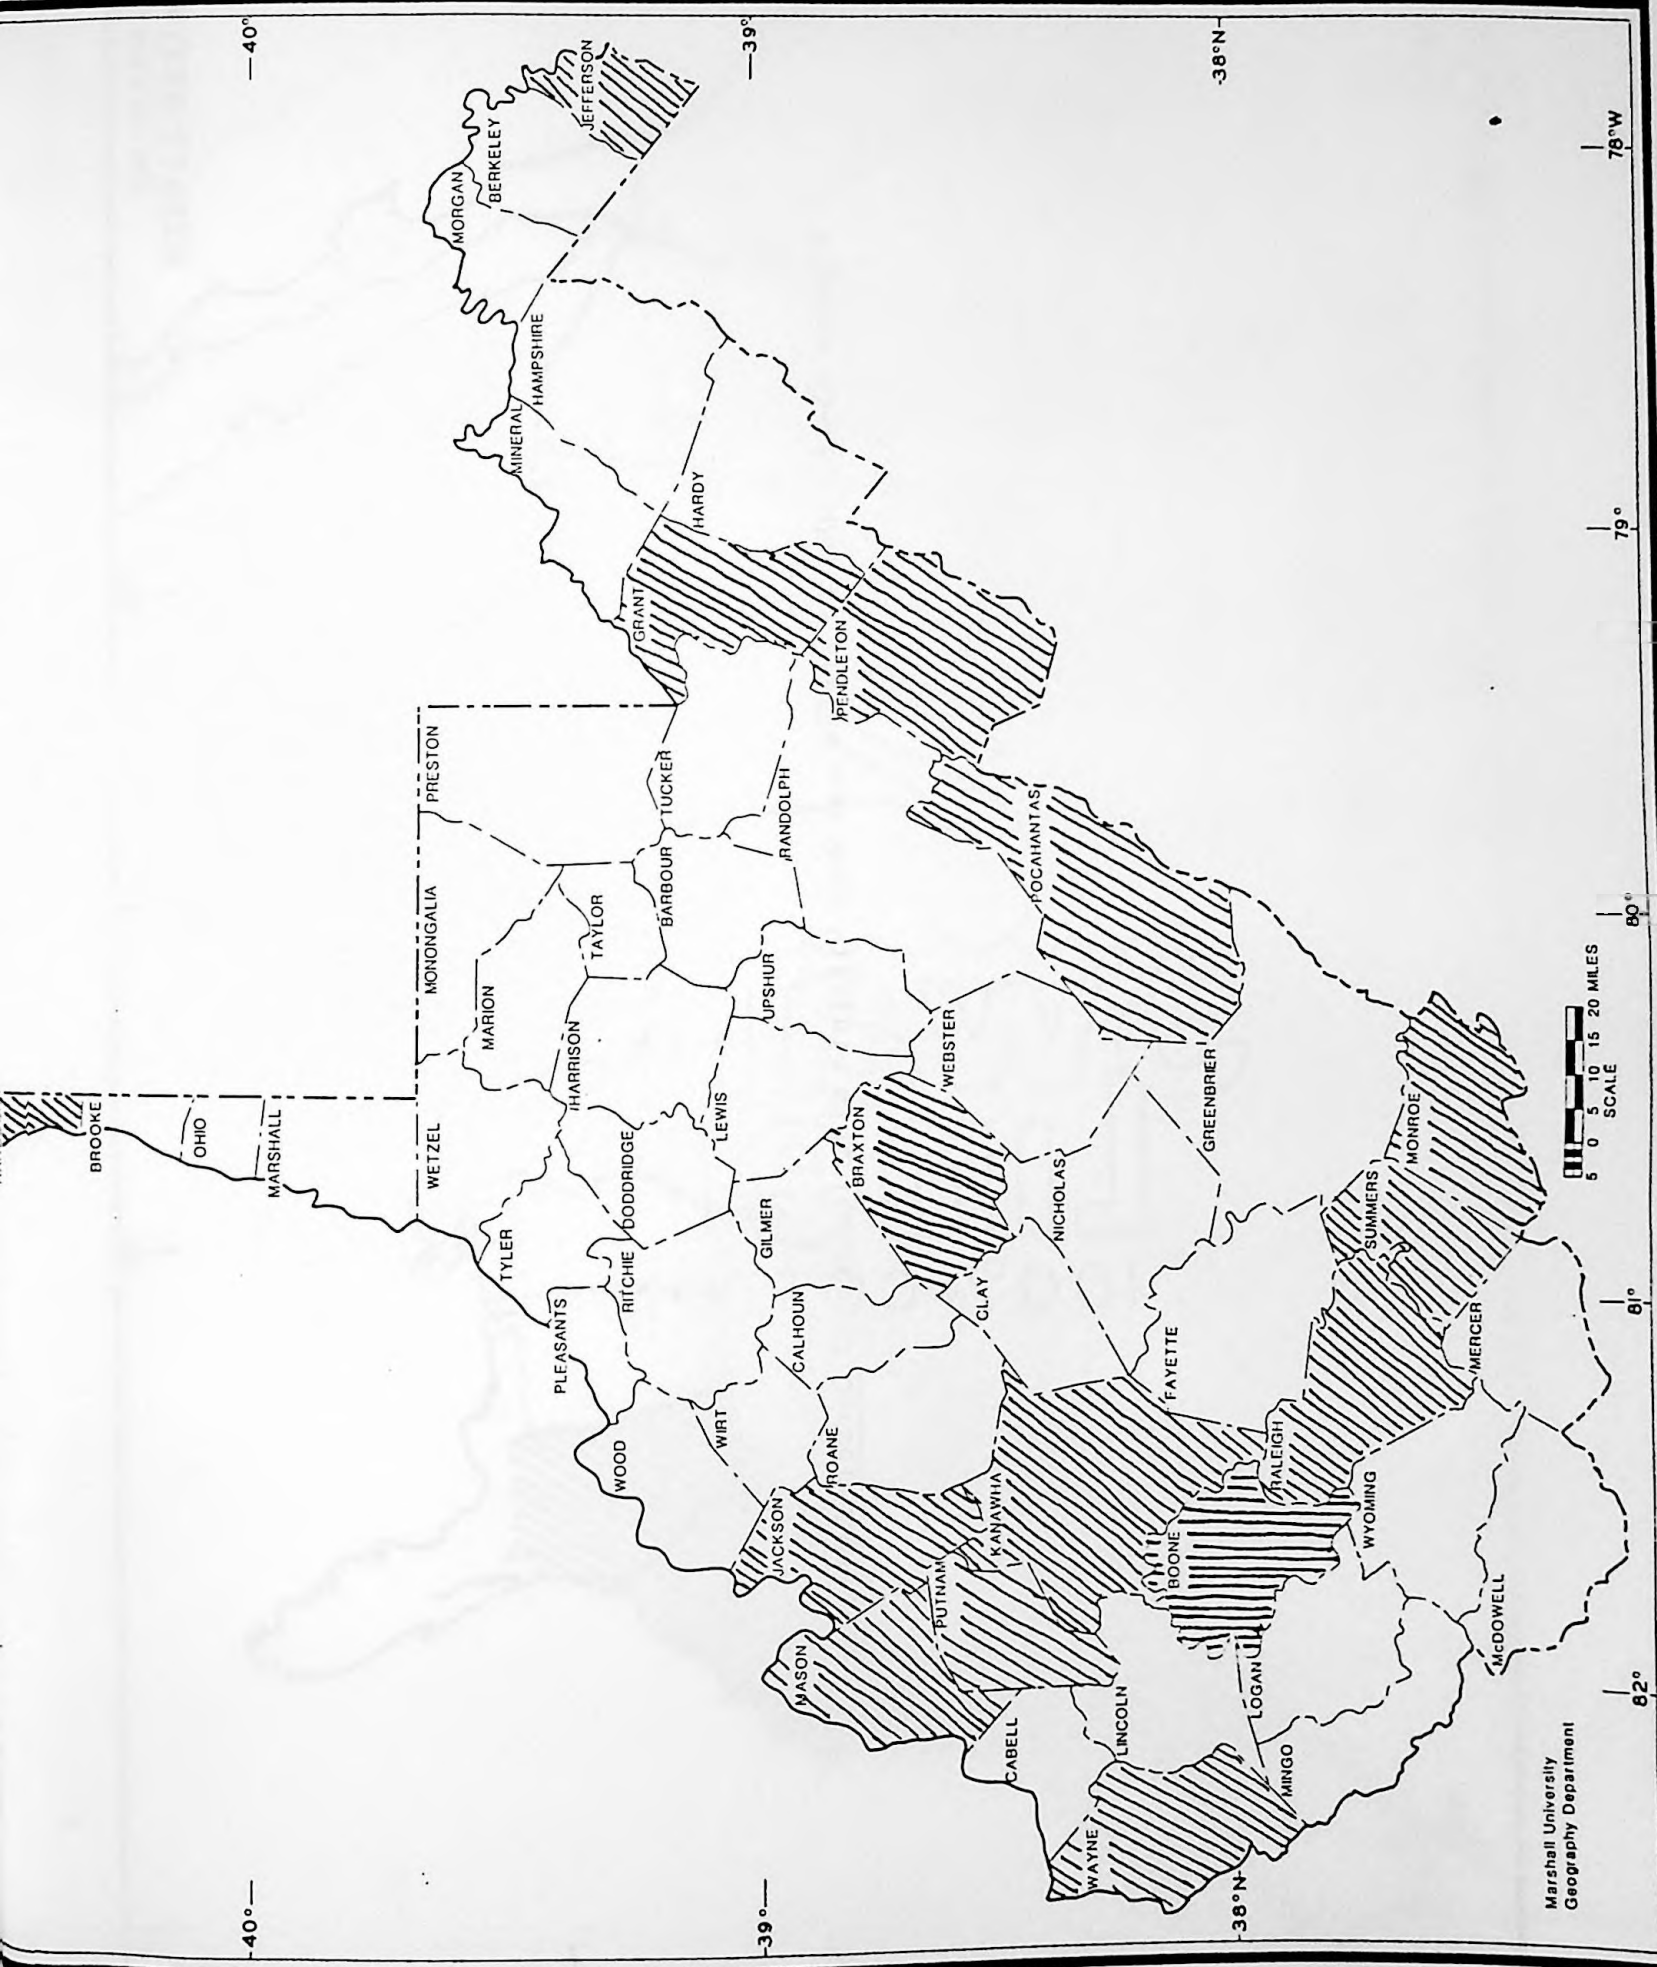 40°
39°
38°N
BROOKE
OHIO
MARSHALL
WETZEL
MONONGALIA
PRESTON
MARION
TYLER
PLEASANTS
RITCHIE
DODDRIDGE
HARRISON
TAYLOR
BARBOUR
TUCKER
GRANT
MINERAL
HAMPSHIRE
MORGAN
BERKELEY
JEFFERSON
HARDY
PENDLETON
RANDOLPH
UPSHUR
LEWIS
GILMER
CALHOUN
WIRT
WOOD
JACKSON
ROANE
BRAXTON
WEBSTER
POCAHANTAS
NICHOLAS
CLAY
KANAWHA
PUTNAM
MASON
CABELL
WAYNE
LINCOLN
BOONE
LOGAN
MINGO
WYOMING
McDOWELL
RALEIGH
FAYETTE
GREENBRIER
SUMMERS
MONROE
MERCER
40°
39°
38°N
82°
81°
80°
79°
78°W
5 0 5 10 15 20 MILES
SCALE
Marshall University
Geography Department